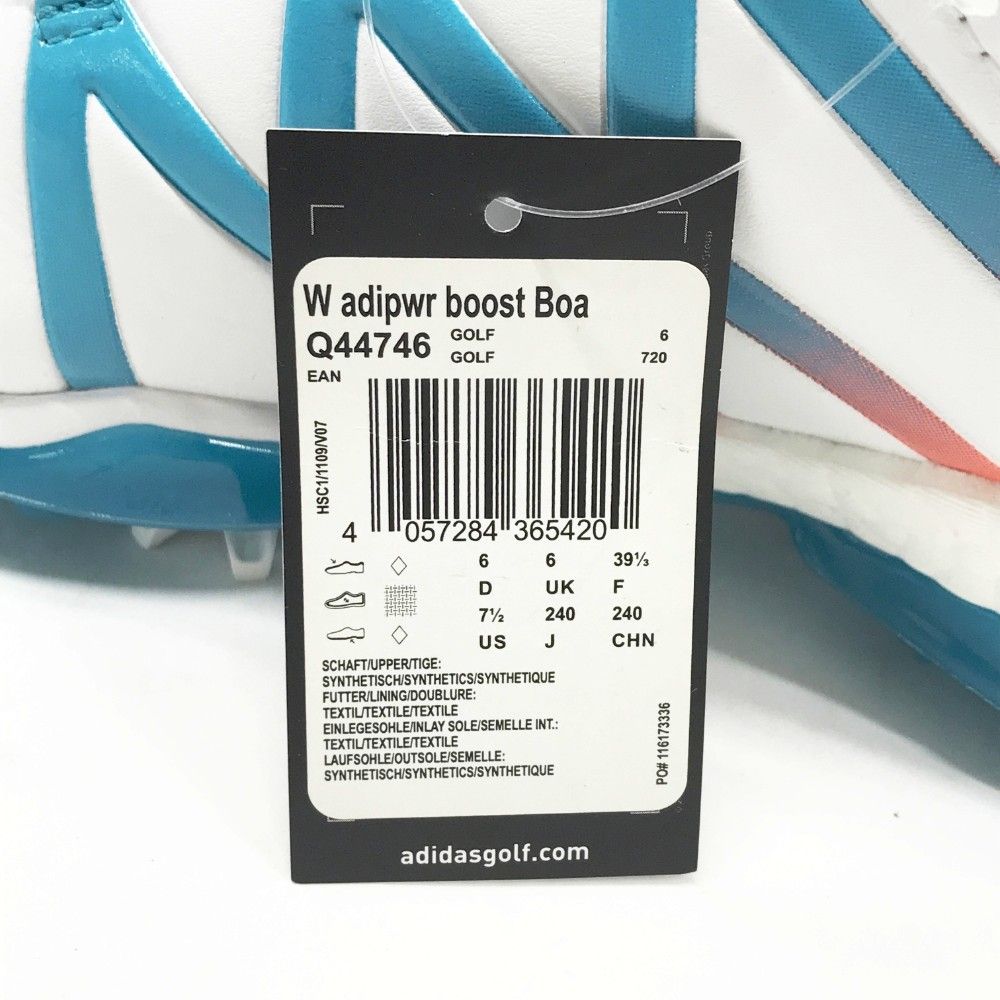 W adipwr boost Boa
Q44746 GOLF 6
GOLF 720
EAN
HSC1/1109/V07
4 057284 365420
6 6 39⅓
D UK F
7½ 240 240
US J CHN
SCHAFT/UPPER/TIGE:
SYNTHETISCH/SYNTHETICS/SYNTHETIQUE
FUTTER/LINING/DOUBLURE:
TEXTIL/TEXTILE/TEXTILE
EINLEGESOHLE/INLAY SOLE/SEMELLE INT.:
TEXTIL/TEXTILE/TEXTILE
LAUFSOHLE/OUTSOLE/SEMELLE:
SYNTHETISCH/SYNTHETICS/SYNTHETIQUE
PO# 116173336
adidasgolf.com